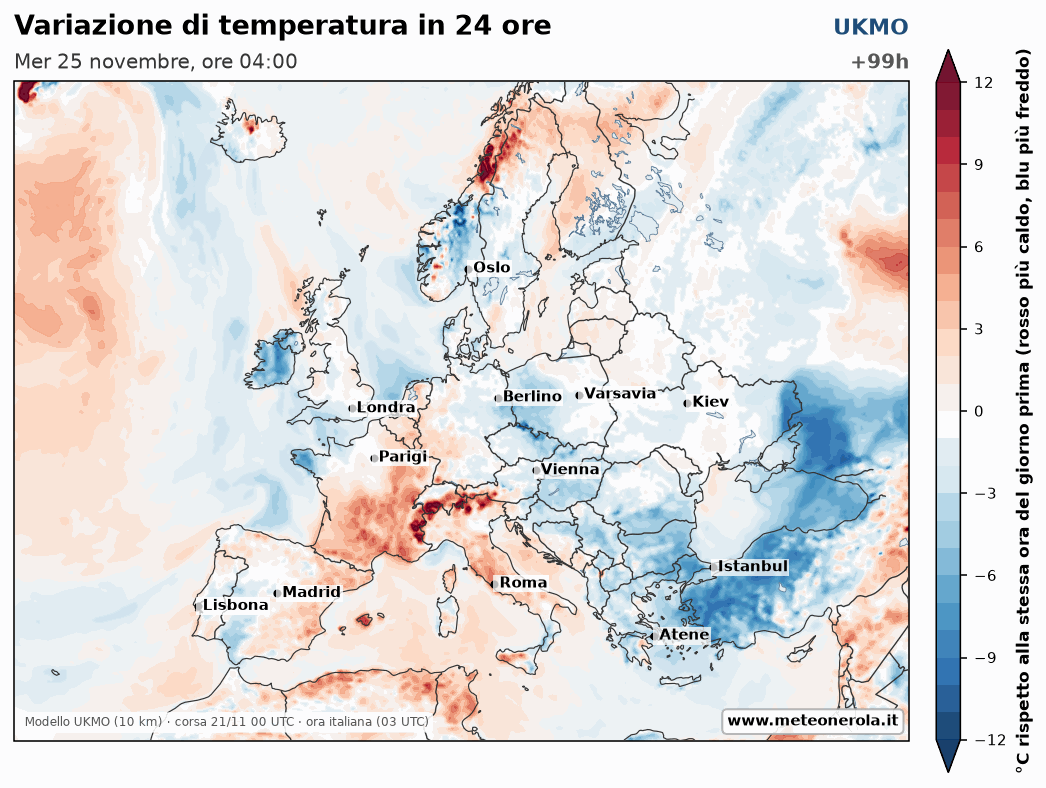 Variazione di temperatura in 24 ore
UKMO
Mer 25 novembre, ore 04:00
+99h
Oslo
Londra
Berlino
Varsavia
Kiev
Parigi
Vienna
Istanbul
Roma
Madrid
Lisbona
Atene
Modello UKMO (10 km) · corsa 21/11 00 UTC · ora italiana (03 UTC)
www.meteonerola.it
12
9
6
3
0
−3
−6
−9
−12
°C rispetto alla stessa ora del giorno prima (rosso più caldo, blu più freddo)